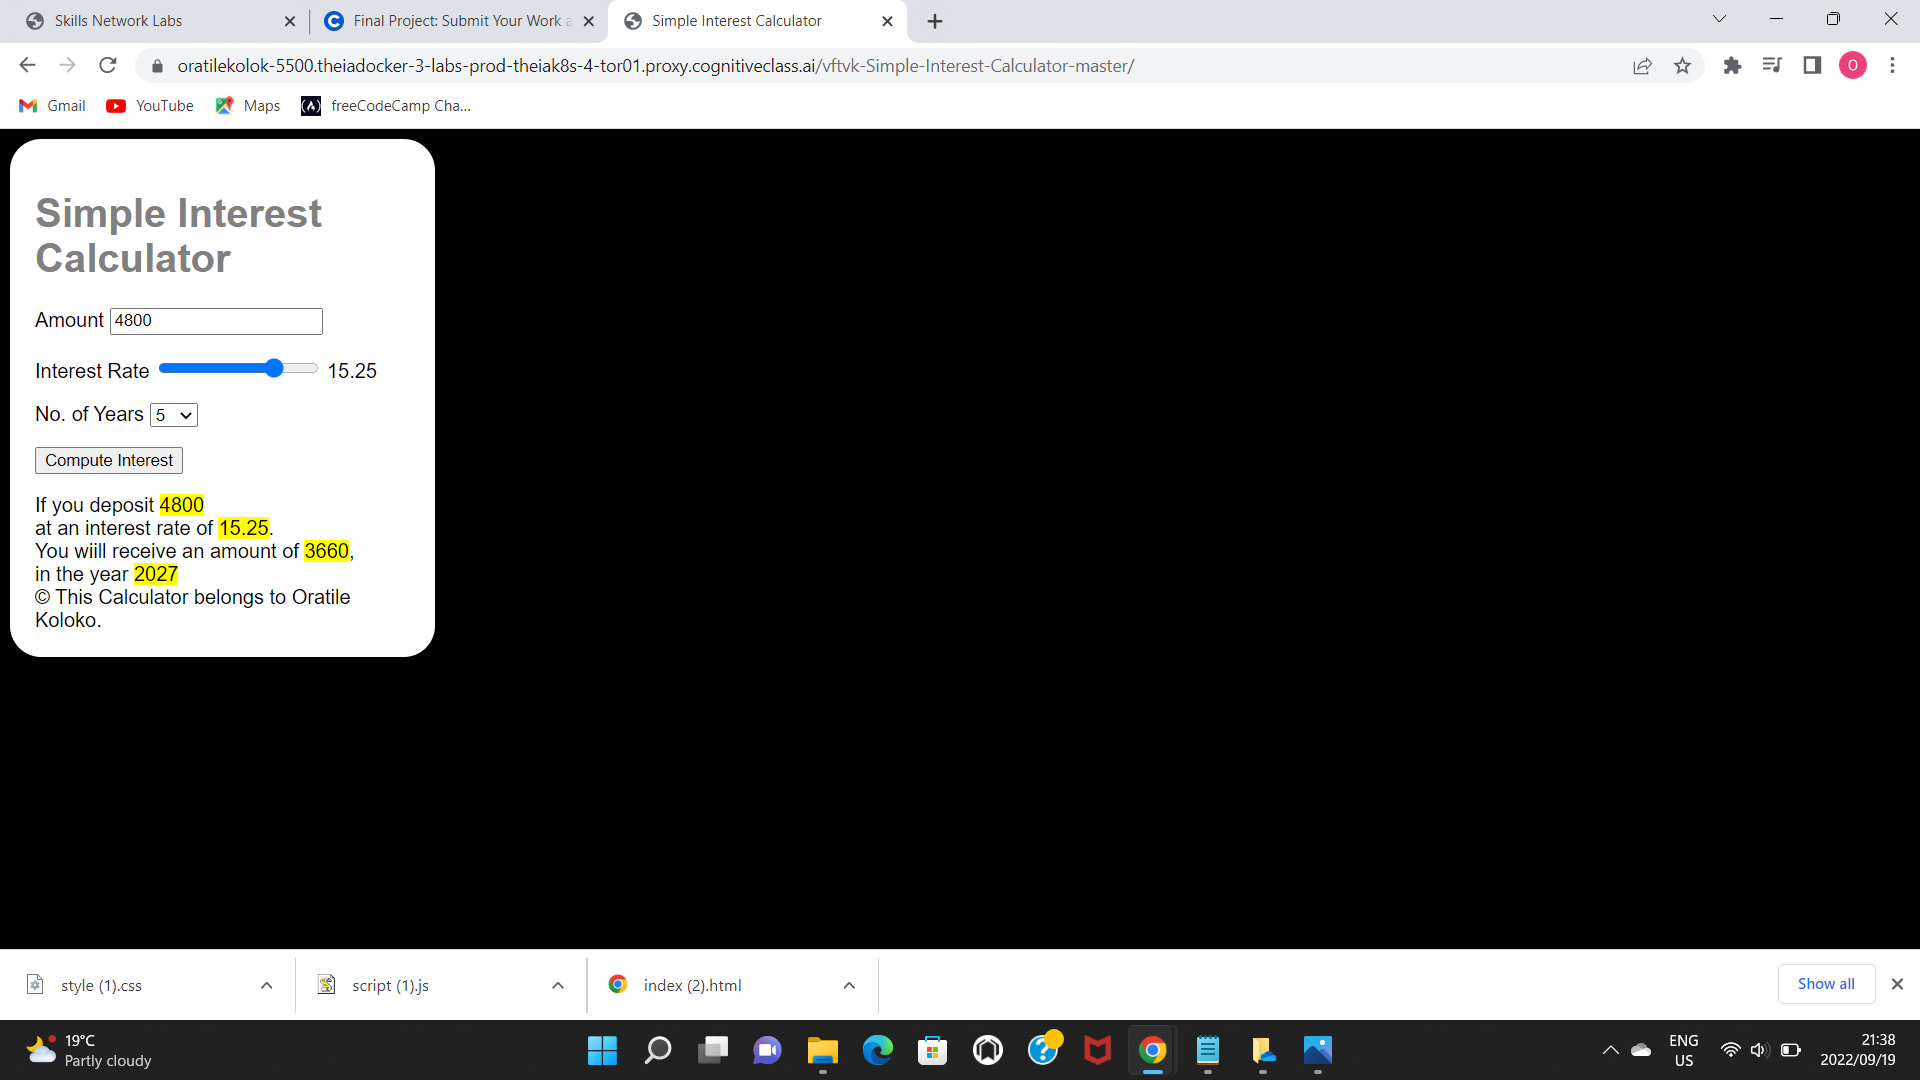 Skills Network Labs
Final Project: Submit Your Work a
Simple Interest Calculator
oratilekolok-5500.theiadocker-3-labs-prod-theiak8s-4-tor01.proxy.cognitiveclass.ai/vftvk-Simple-Interest-Calculator-master/
O
Gmail
YouTube
Maps
freeCodeCamp Cha...
Simple Interest
Calculator
Amount 4800
Interest Rate 15.25
No. of Years 5
Compute Interest
If you deposit 4800
at an interest rate of 15.25.
You wiill receive an amount of 3660,
in the year 2027
© This Calculator belongs to Oratile
Koloko.
style (1).css
script (1).js
index (2).html
Show all
19°C
Partly cloudy
ENG
US
21:38
2022/09/19